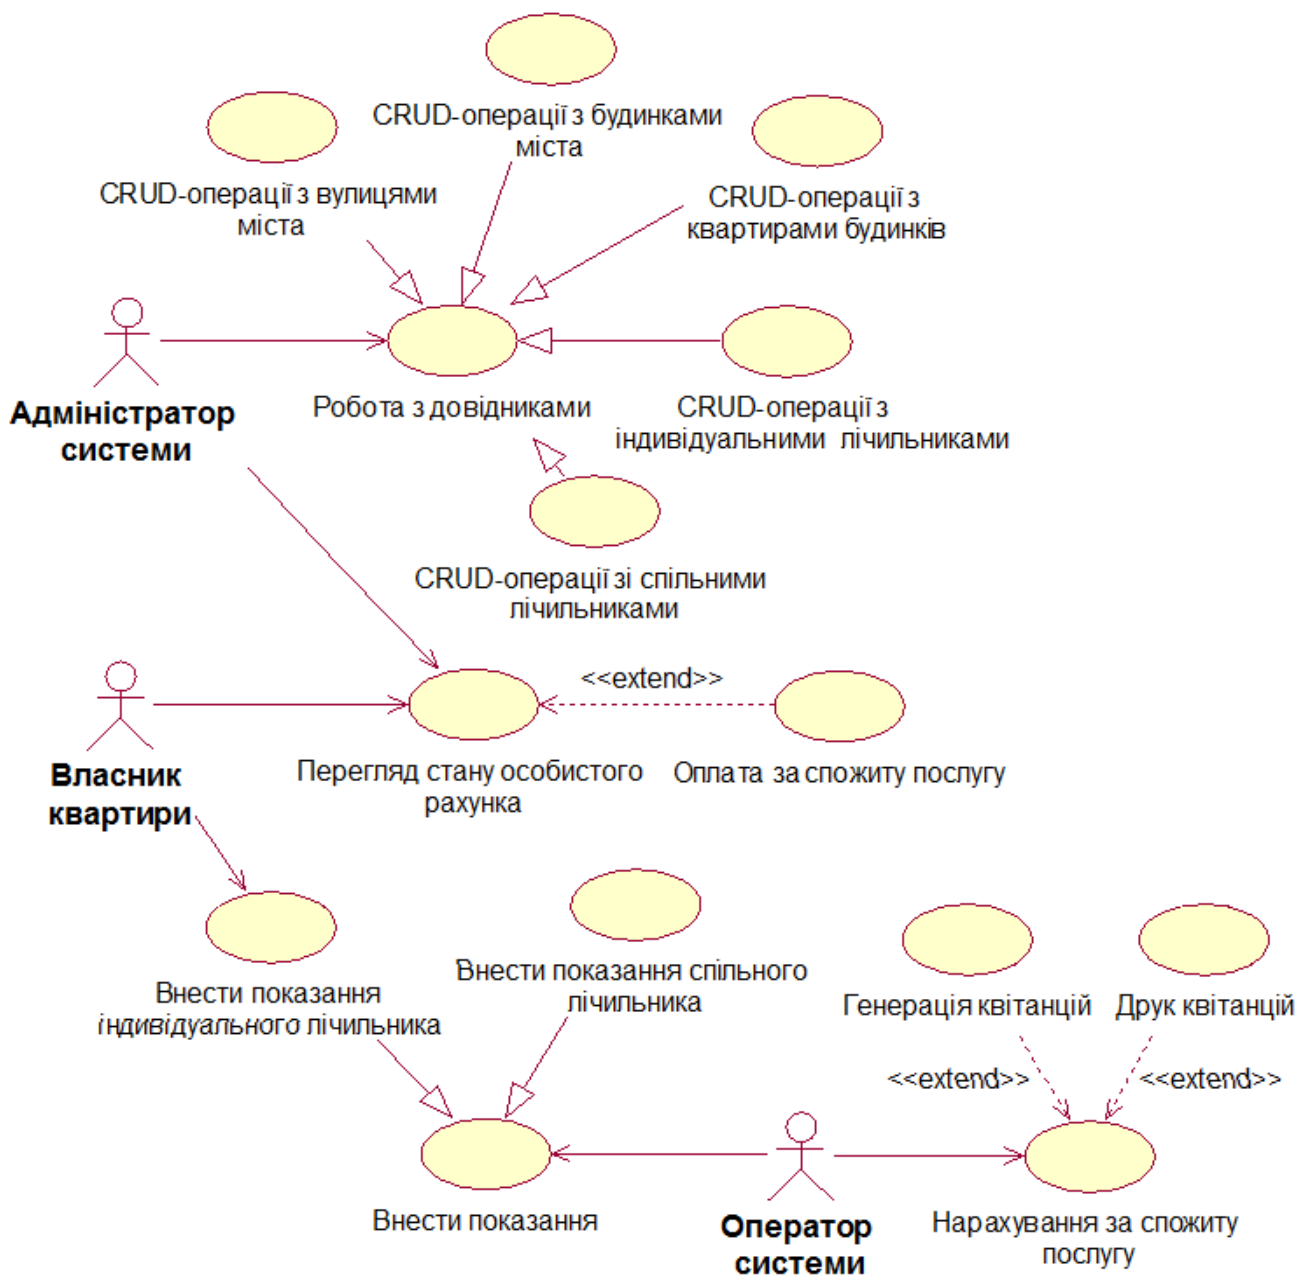 CRUD-операції з будинками
міста
CRUD-операції з вулицями
міста
CRUD-операції з
квартирами будинків
Адміністратор
системи
Робота з довідниками
CRUD-операції з
індивідуальними лічильниками
CRUD-операції зі спільними
лічильниками
<<extend>>
Власник
квартири
Перегляд стану особистого
рахунка
Оплата за спожиту послугу
Внести показання
індивідуального лічильника
Внести показання спільного
лічильника
Генерація квітанцій
Друк квітанцій
<<extend>>
<<extend>>
Внести показання
Оператор
системи
Нарахування за спожиту
послугу